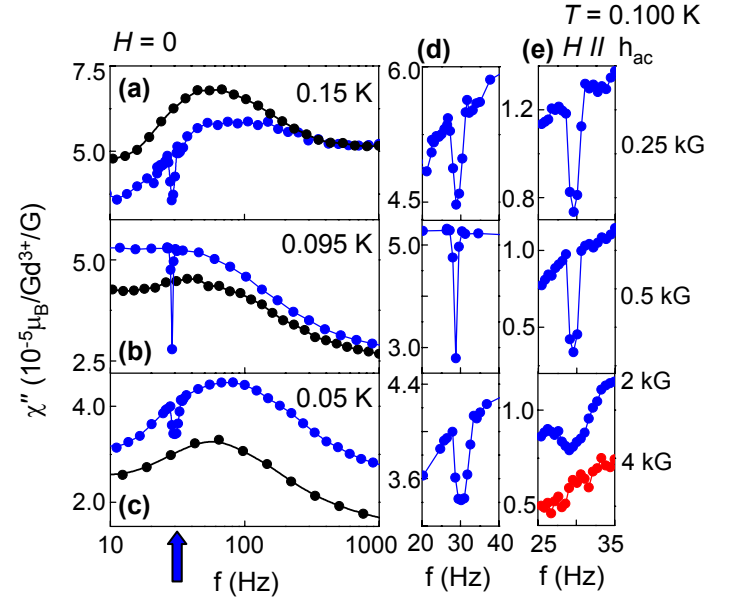 T = 0.100 K
H = 0
(d)
(e) H // h_ac
7.5
(a)
0.15 K
5.0
6.0
4.5
1.2
0.8
0.25 kG
χ″ (10⁻⁵μ_B/Gd³⁺/G)
5.0
0.095 K
(b)
2.5
5.0
3.0
1.0
0.5
0.5 kG
4.0
0.05 K
(c)
2.0
4.4
3.6
1.0
0.5
2 kG
4 kG
10 100 1000
20 30 40
25 30 35
f (Hz)
f (Hz)
f (Hz)